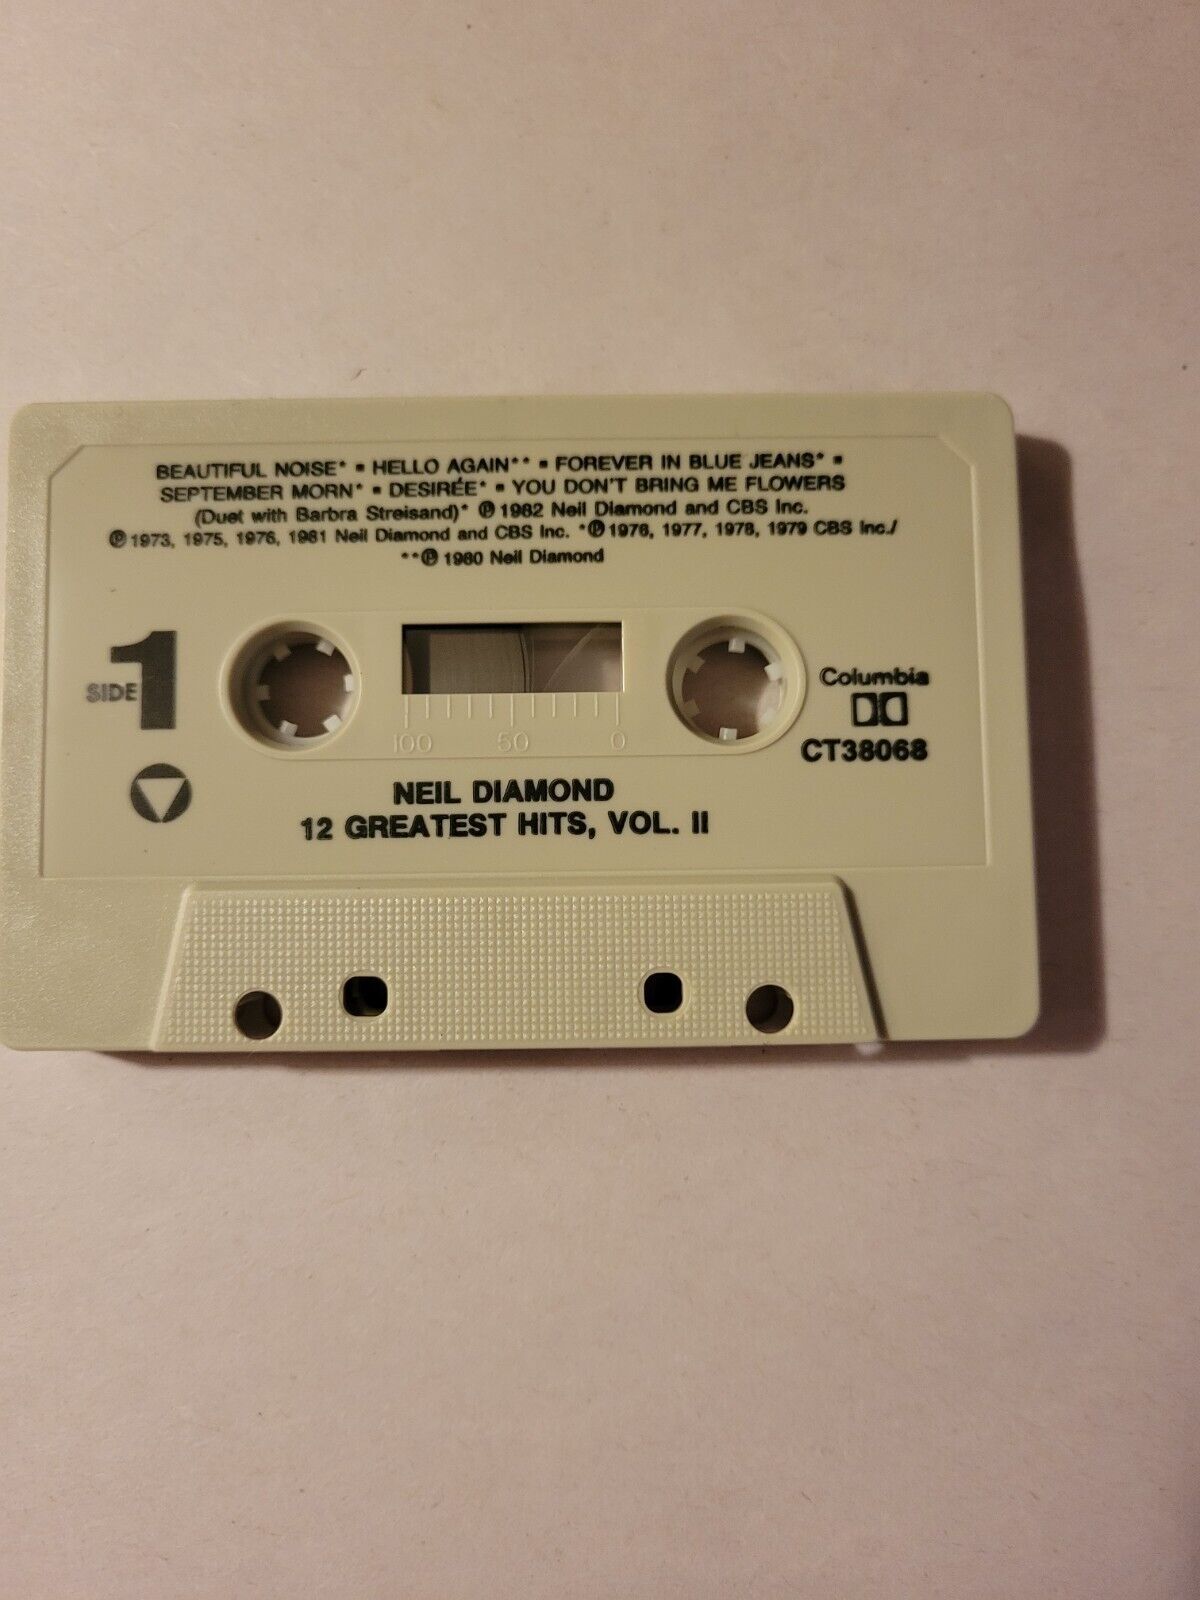 BEAUTIFUL NOISE* ▪ HELLO AGAIN** ▪ FOREVER IN BLUE JEANS* ▪
SEPTEMBER MORN* ▪ DESIRÉE* ▪ YOU DON'T BRING ME FLOWERS
(Duet with Barbra Streisand)* ℗ 1982 Neil Diamond and CBS Inc.
℗ 1973, 1975, 1976, 1981 Neil Diamond and CBS Inc. *℗ 1976, 1977, 1978, 1979 CBS Inc./
**℗ 1980 Neil Diamond
SIDE 1
100 50 0
Columbia
CT38068
NEIL DIAMOND
12 GREATEST HITS, VOL. II